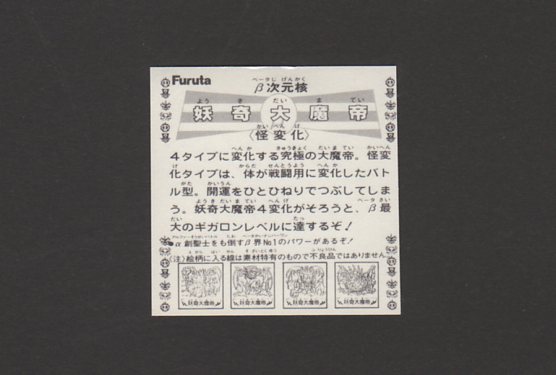 Furuta
β次元核
妖奇大魔帝
〈怪変化〉
4タイプに変化する究極の大魔帝。怪変
化タイプは、体が戦闘用に変化したバト
ル型。開運をひとひねりでつぶしてしま
う。妖奇大魔帝4変化がそろうと、β最
大のギガロンレベルに達するぞ!
●α創聖士をも倒すβ界No.1のパワーがあるぞ!
(注)絵柄に入る線は素材特有のもので不良品ではありません
妖奇大魔帝 妖奇大魔帝 妖奇大魔帝 妖奇大魔帝